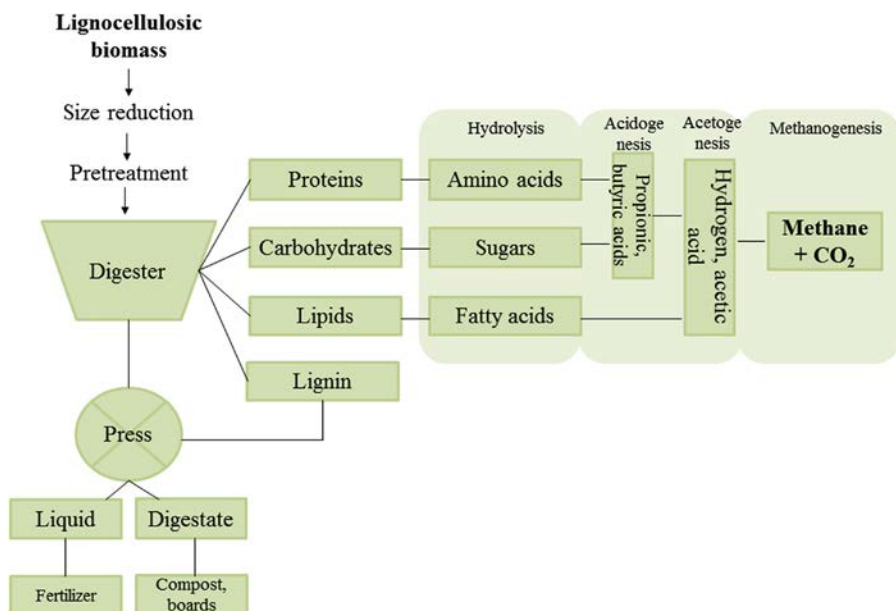 Lignocellulosic
biomass
Size reduction
Pretreatment
Digester
Press
Liquid
Digestate
Fertilizer
Compost,
boards
Proteins
Carbohydrates
Lipids
Lignin
Hydrolysis
Amino acids
Sugars
Fatty acids
Acidoge
nesis
Propionic,
butyric acids
Acetoge
nesis
Hydrogen, acetic
acid
Methanogenesis
Methane
+ CO₂